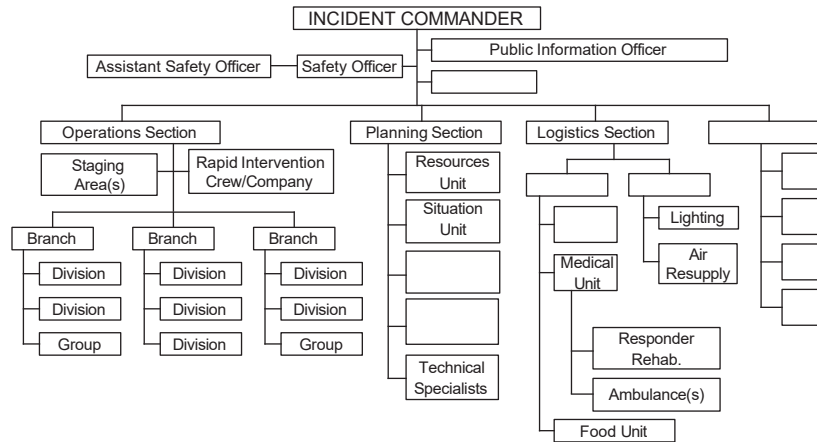 INCIDENT COMMANDER
Public Information Officer
Assistant Safety Officer
Safety Officer
Operations Section
Planning Section
Logistics Section
Staging
Area(s)
Rapid Intervention
Crew/Company
Resources
Unit
Situation
Unit
Lighting
Branch
Branch
Branch
Medical
Unit
Air
Resupply
Division
Division
Division
Division
Division
Division
Group
Division
Group
Responder
Rehab.
Technical
Specialists
Ambulance(s)
Food Unit